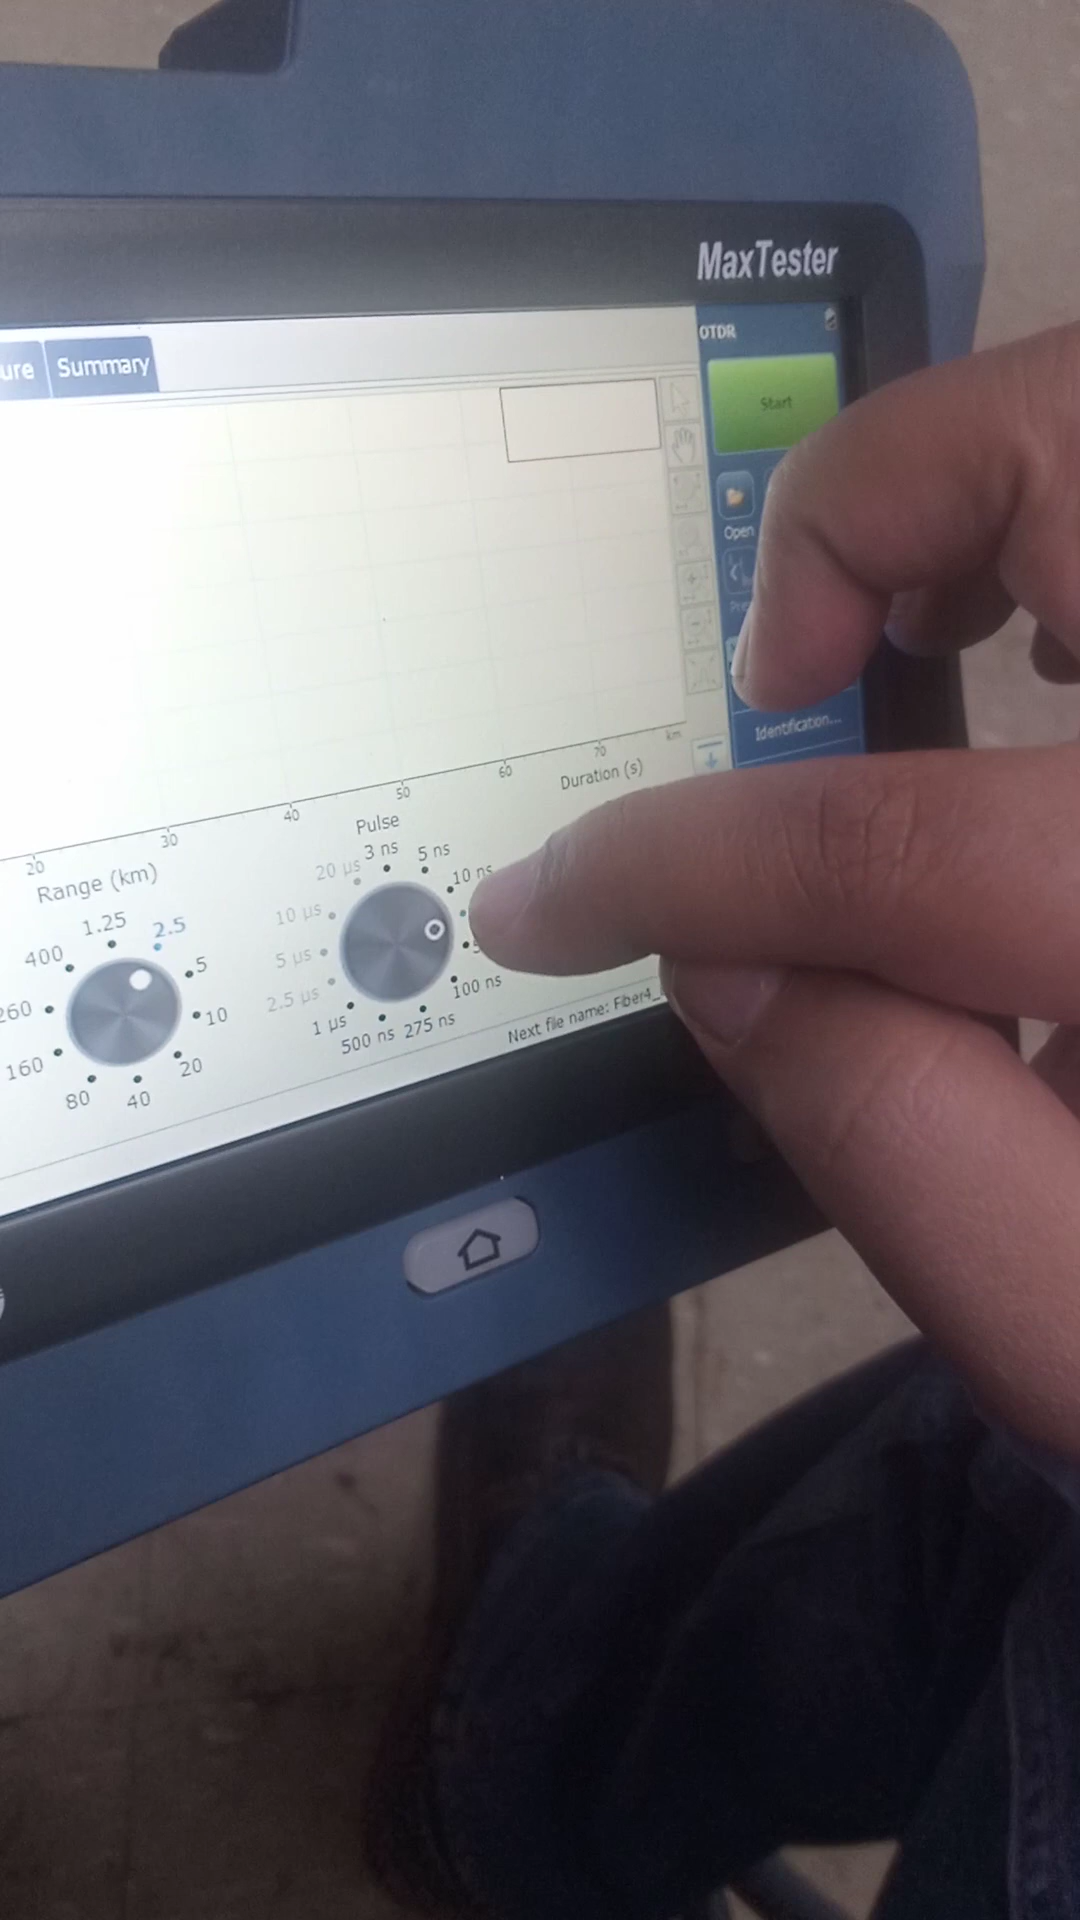 MaxTester
ure Summary
OTDR
Start
Open
Identification...
20 30 40 50 60 70 km
Range (km) Pulse Duration (s)
1.25
2.5
5
10
20
40
80
160
260
400
3 ns
5 ns
10 ns
100 ns
275 ns
500 ns
1 µs
2.5 µs
5 µs
10 µs
20 µs
Next file name: Fiber4_